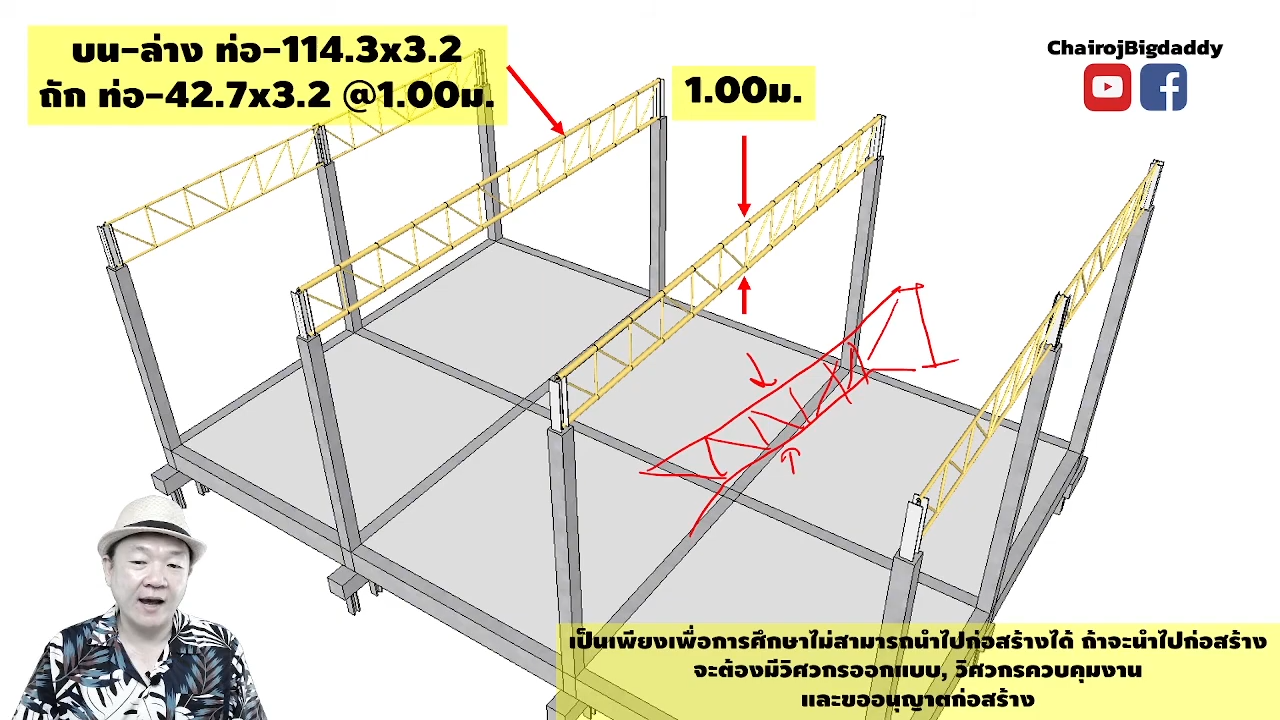 บน-ล่าง ท่อ-114.3x3.2
ถัก ท่อ-42.7x3.2 @1.00ม.
1.00ม.
ChairojBigdaddy
เป็นเพียงเพื่อการศึกษาไม่สามารถนำไปก่อสร้างได้ ถ้าจะนำไปก่อสร้าง
จะต้องมีวิศวกรออกแบบ, วิศวกรควบคุมงาน
และขออนุญาตก่อสร้าง